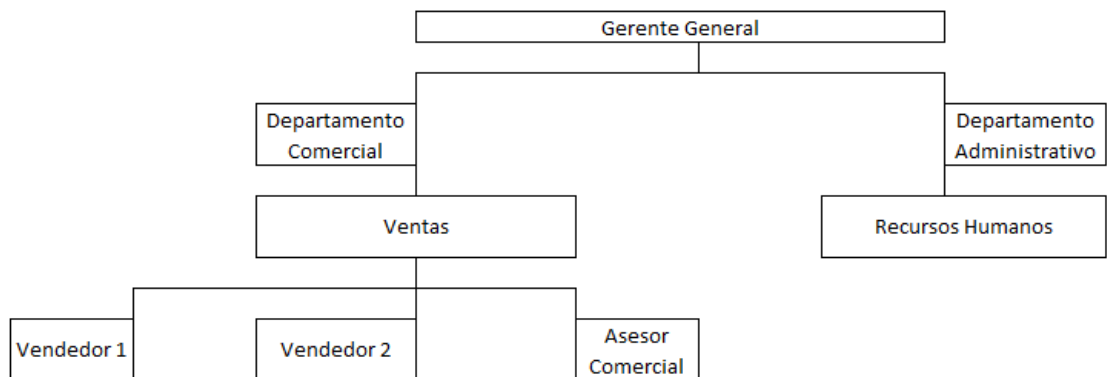 Gerente General
Departamento
Comercial
Departamento
Administrativo
Ventas
Recursos Humanos
Vendedor 1
Vendedor 2
Asesor
Comercial